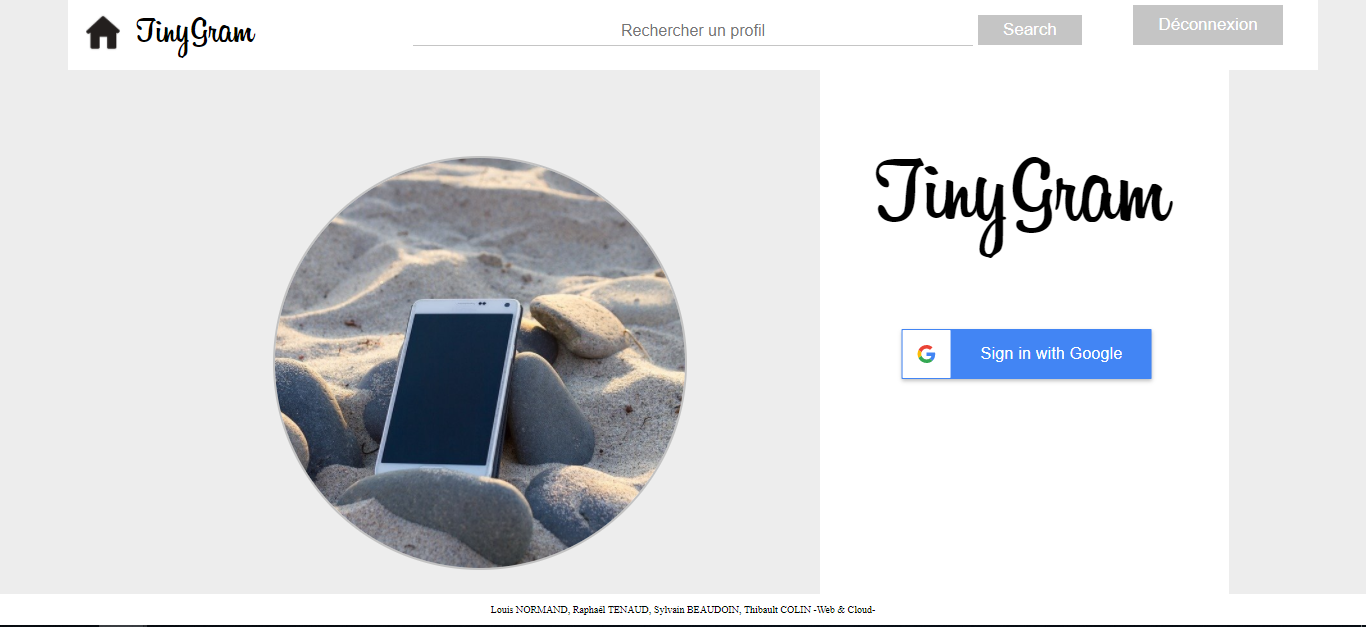 TinyGram
Rechercher un profil
Search
Déconnexion
TinyGram
Sign in with Google
Louis NORMAND, Raphaël TENAUD, Sylvain BEAUDOIN, Thibault COLIN -Web & Cloud-